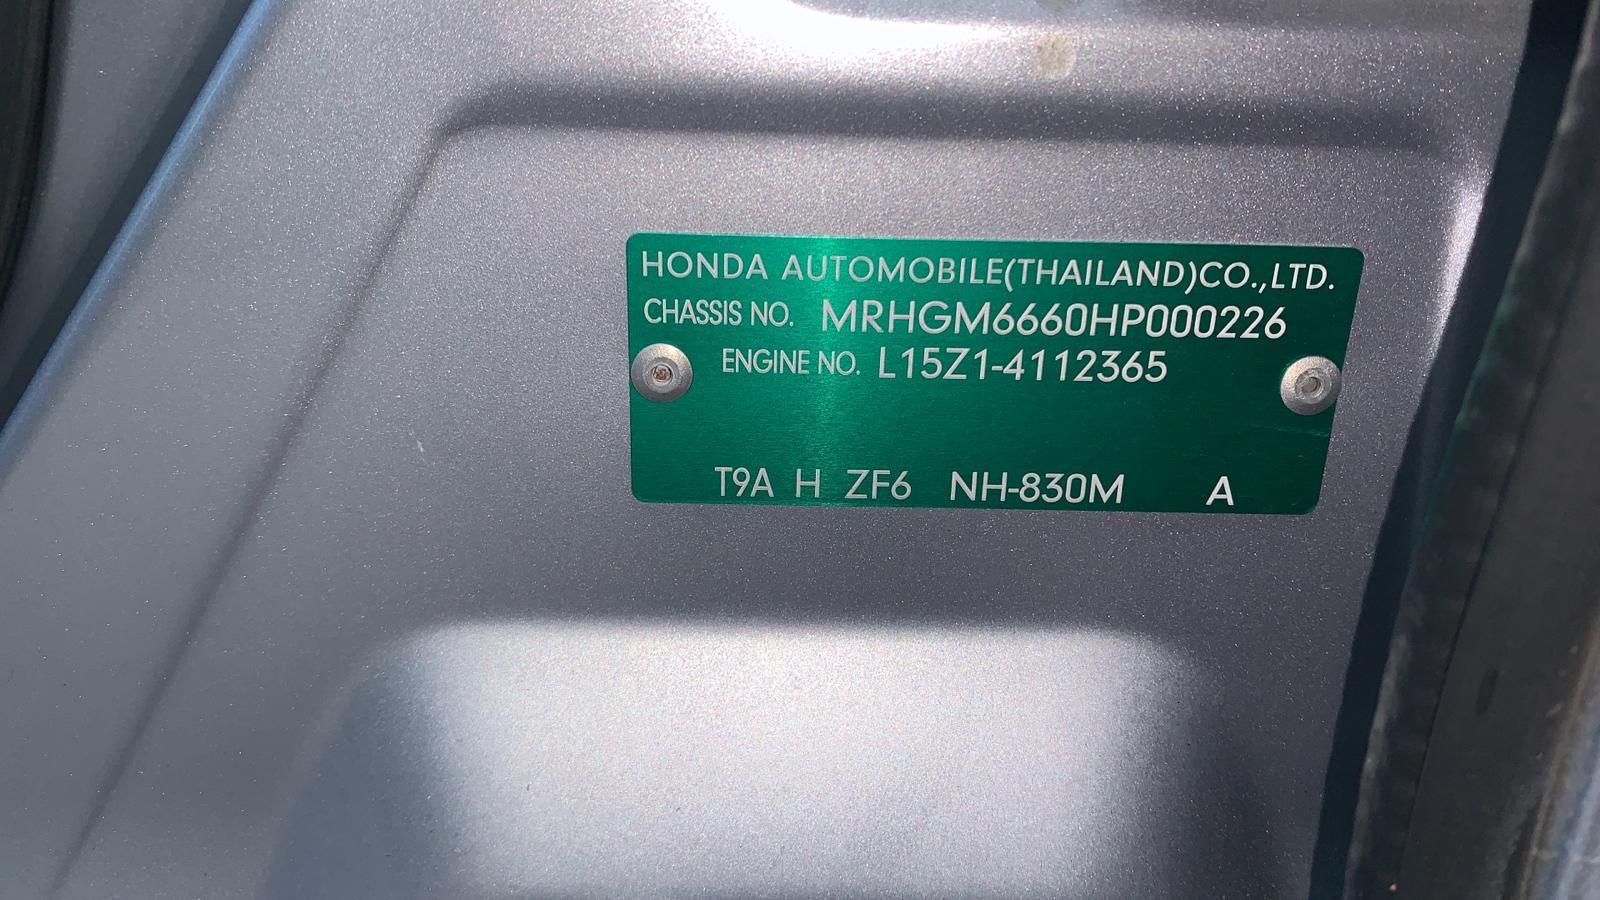 HONDA AUTOMOBILE(THAILAND)CO.,LTD.
CHASSIS NO. MRHGM6660HP000226
ENGINE NO. L15Z1-4112365
T9A H ZF6 NH-830M A